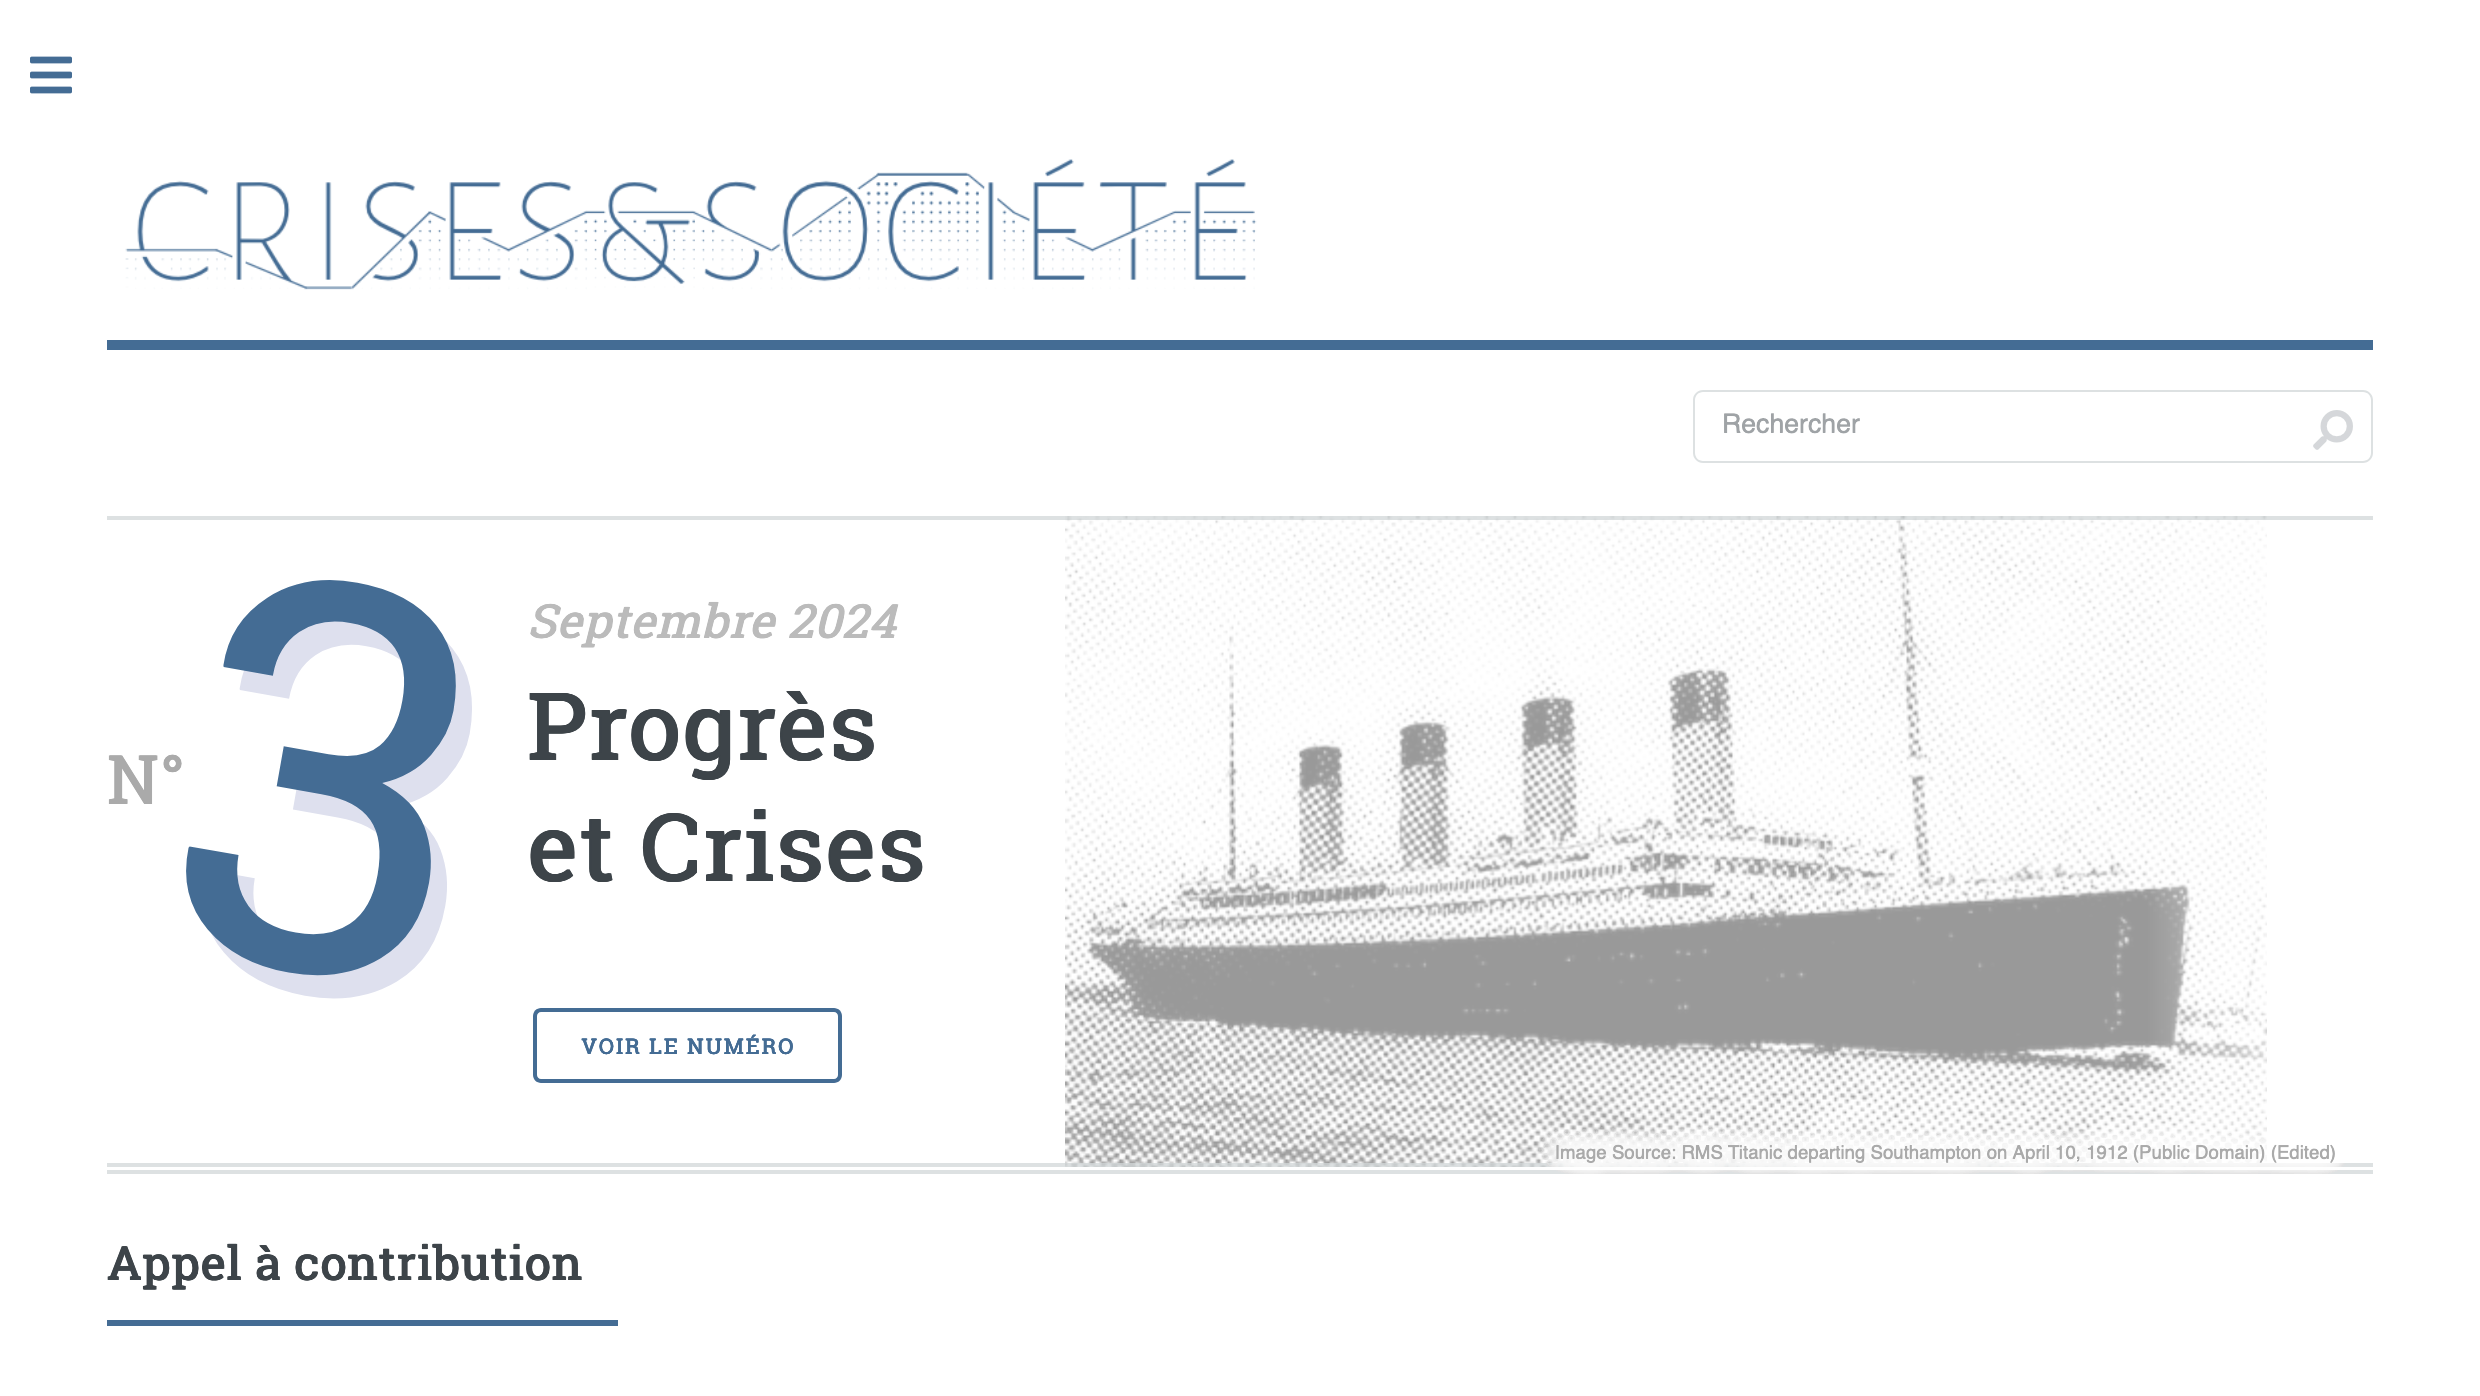 CRISES&SOCIÉTÉ
Rechercher
N° 3
Septembre 2024
Progrès
et Crises
VOIR LE NUMÉRO
Image Source: RMS Titanic departing Southampton on April 10, 1912 (Public Domain) (Edited)
Appel à contribution